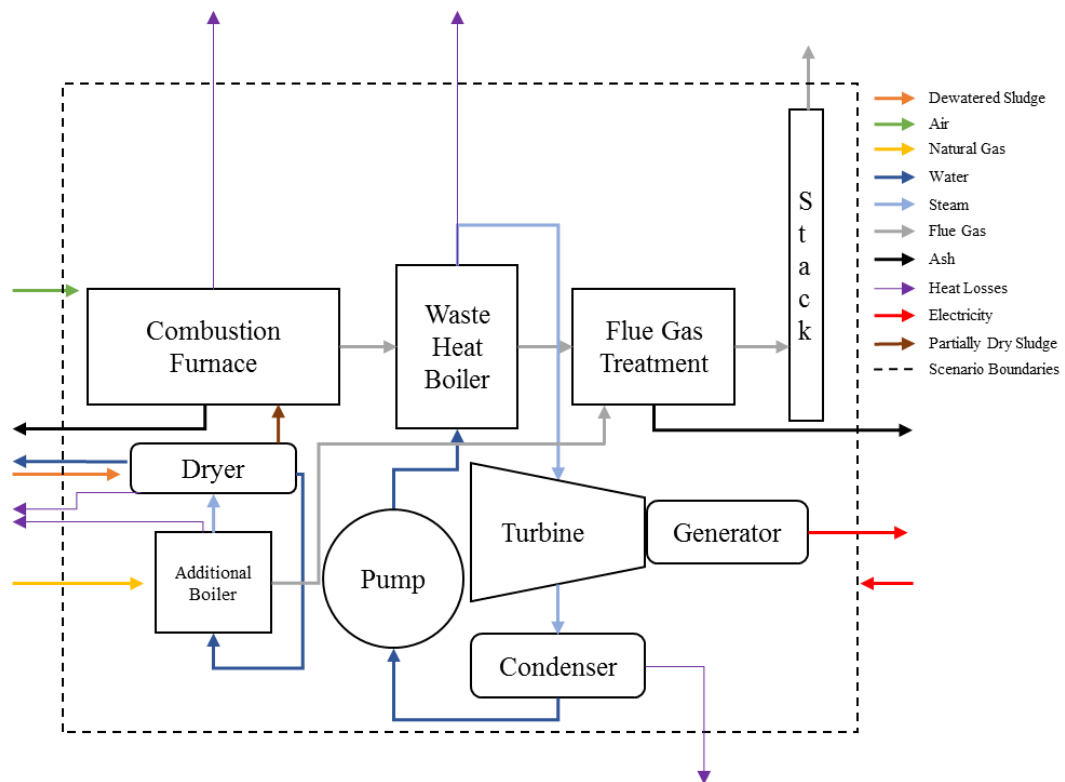 Combustion
Furnace
Waste
Heat
Boiler
Flue Gas
Treatment
S
t
a
c
k
Dryer
Additional
Boiler
Pump
Turbine
Generator
Condenser
Dewatered Sludge
Air
Natural Gas
Water
Steam
Flue Gas
Ash
Heat Losses
Electricity
Partially Dry Sludge
Scenario Boundaries